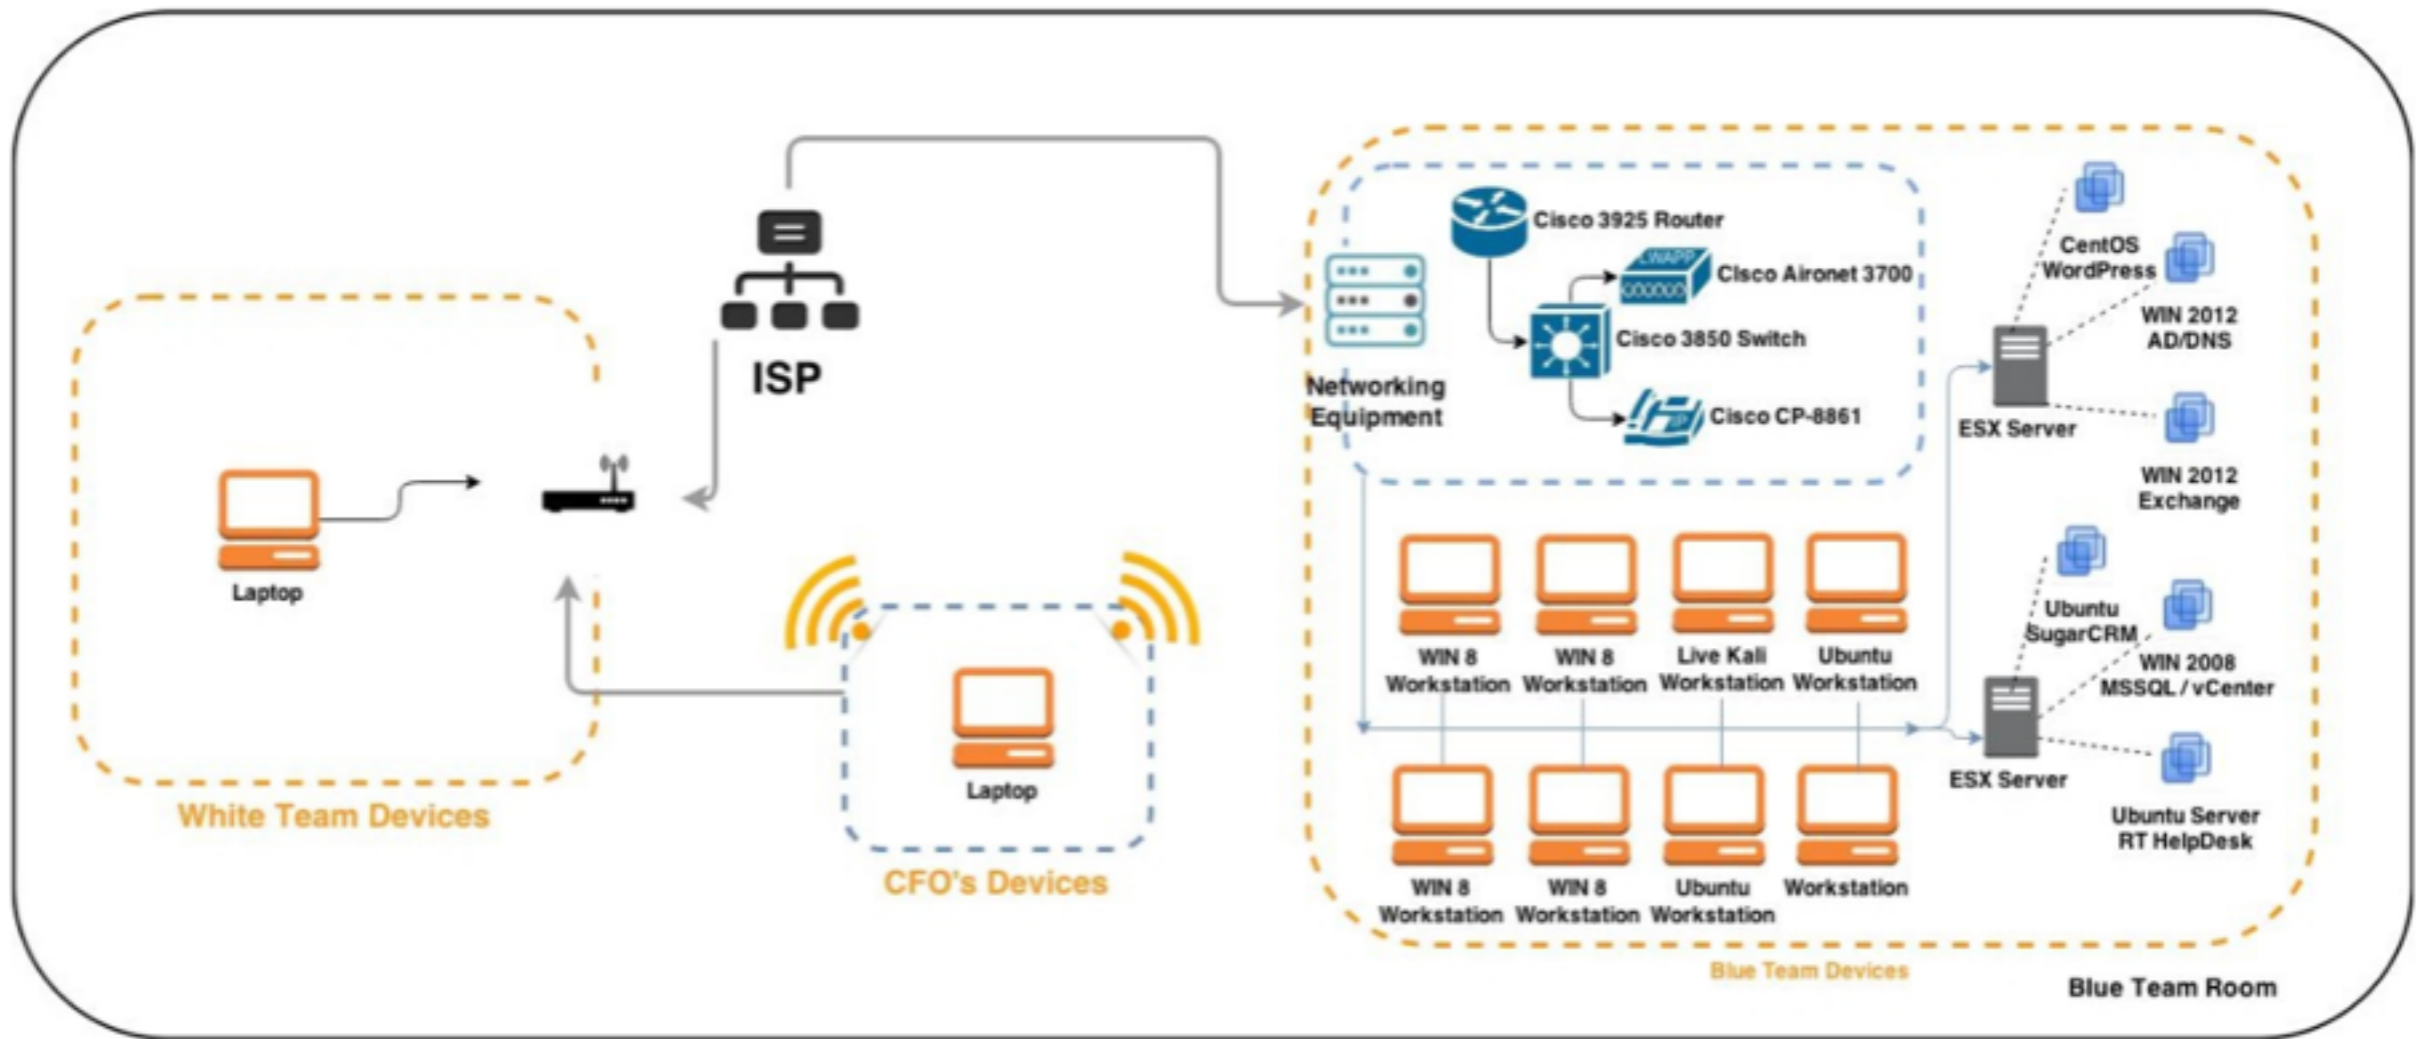 ISP
Laptop
White Team Devices
Laptop
CFO's Devices
Networking
Equipment
Cisco 3925 Router
LWAPP
CIsco Aironet 3700
Cisco 3850 Switch
IP
Cisco CP-8861
WIN 8
Workstation
WIN 8
Workstation
Live Kali
Workstation
Ubuntu
Workstation
WIN 8
Workstation
WIN 8
Workstation
Ubuntu
Workstation
Workstation
CentOS
WordPress
WIN 2012
AD/DNS
ESX Server
WIN 2012
Exchange
Ubuntu
SugarCRM
WIN 2008
MSSQL / vCenter
ESX Server
Ubuntu Server
RT HelpDesk
Blue Team Devices
Blue Team Room